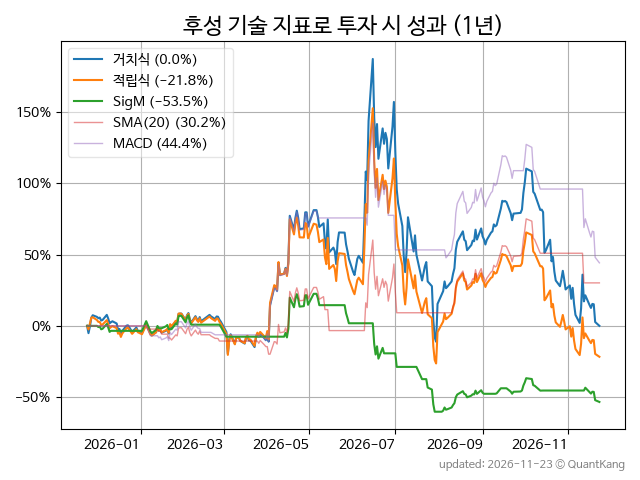 후성 기술 지표로 투자 시 성과 (1년)
거치식 (0.0%)
적립식 (−21.8%)
SigM (−53.5%)
SMA(20) (30.2%)
MACD (44.4%)
150%
100%
50%
0%
−50%
2026-01 2026-03 2026-05 2026-07 2026-09 2026-11
updated: 2026-11-23 © QuantKang